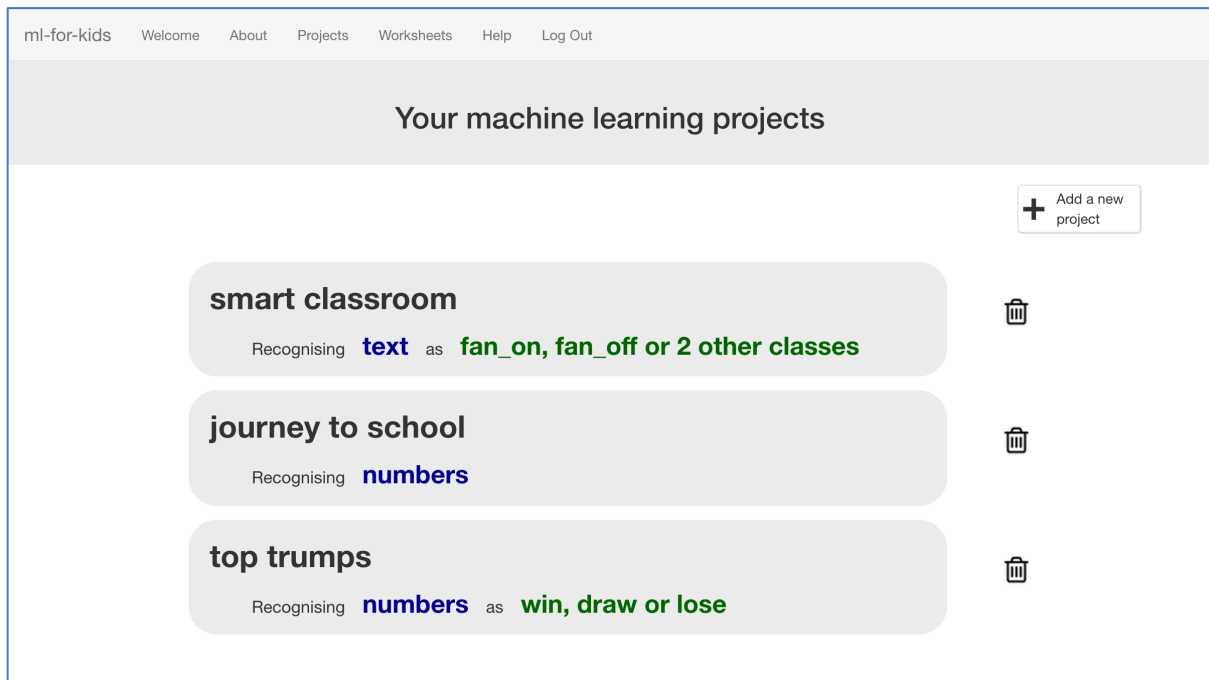 ml-for-kids Welcome About Projects Worksheets Help Log Out
Your machine learning projects
Add a new
project
smart classroom
Recognising text as fan_on, fan_off or 2 other classes
journey to school
Recognising numbers
top trumps
Recognising numbers as win, draw or lose